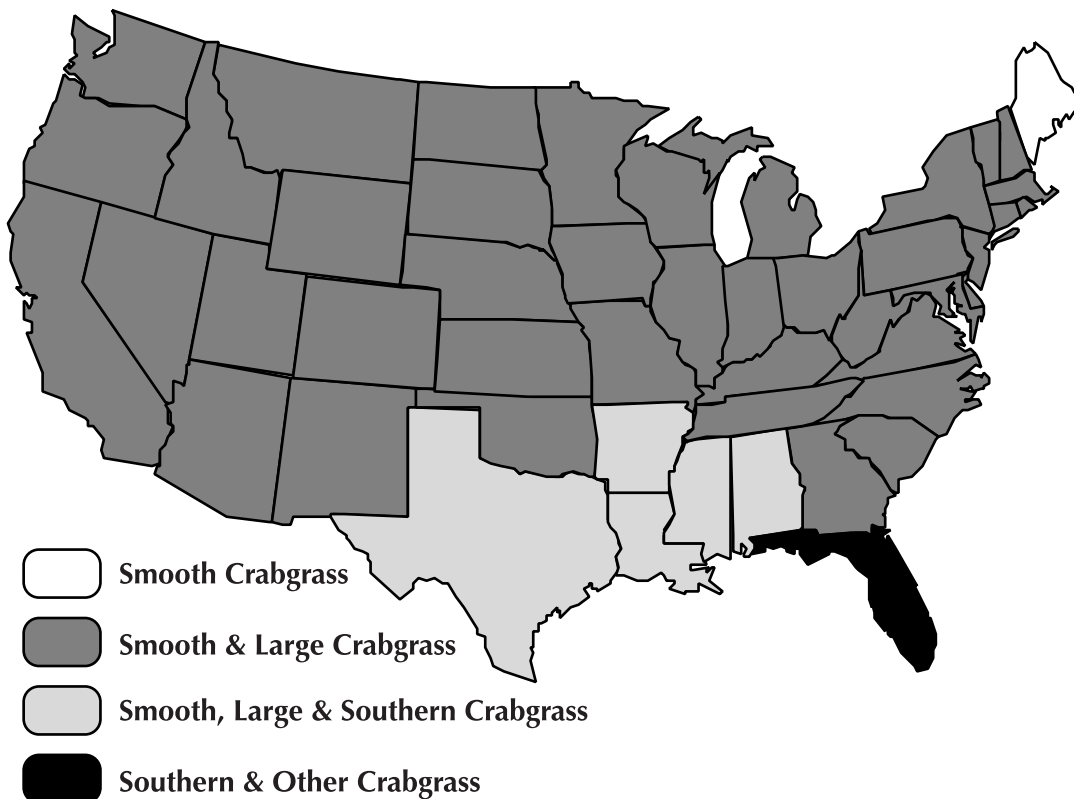 Smooth Crabgrass
Smooth & Large Crabgrass
Smooth, Large & Southern Crabgrass
Southern & Other Crabgrass